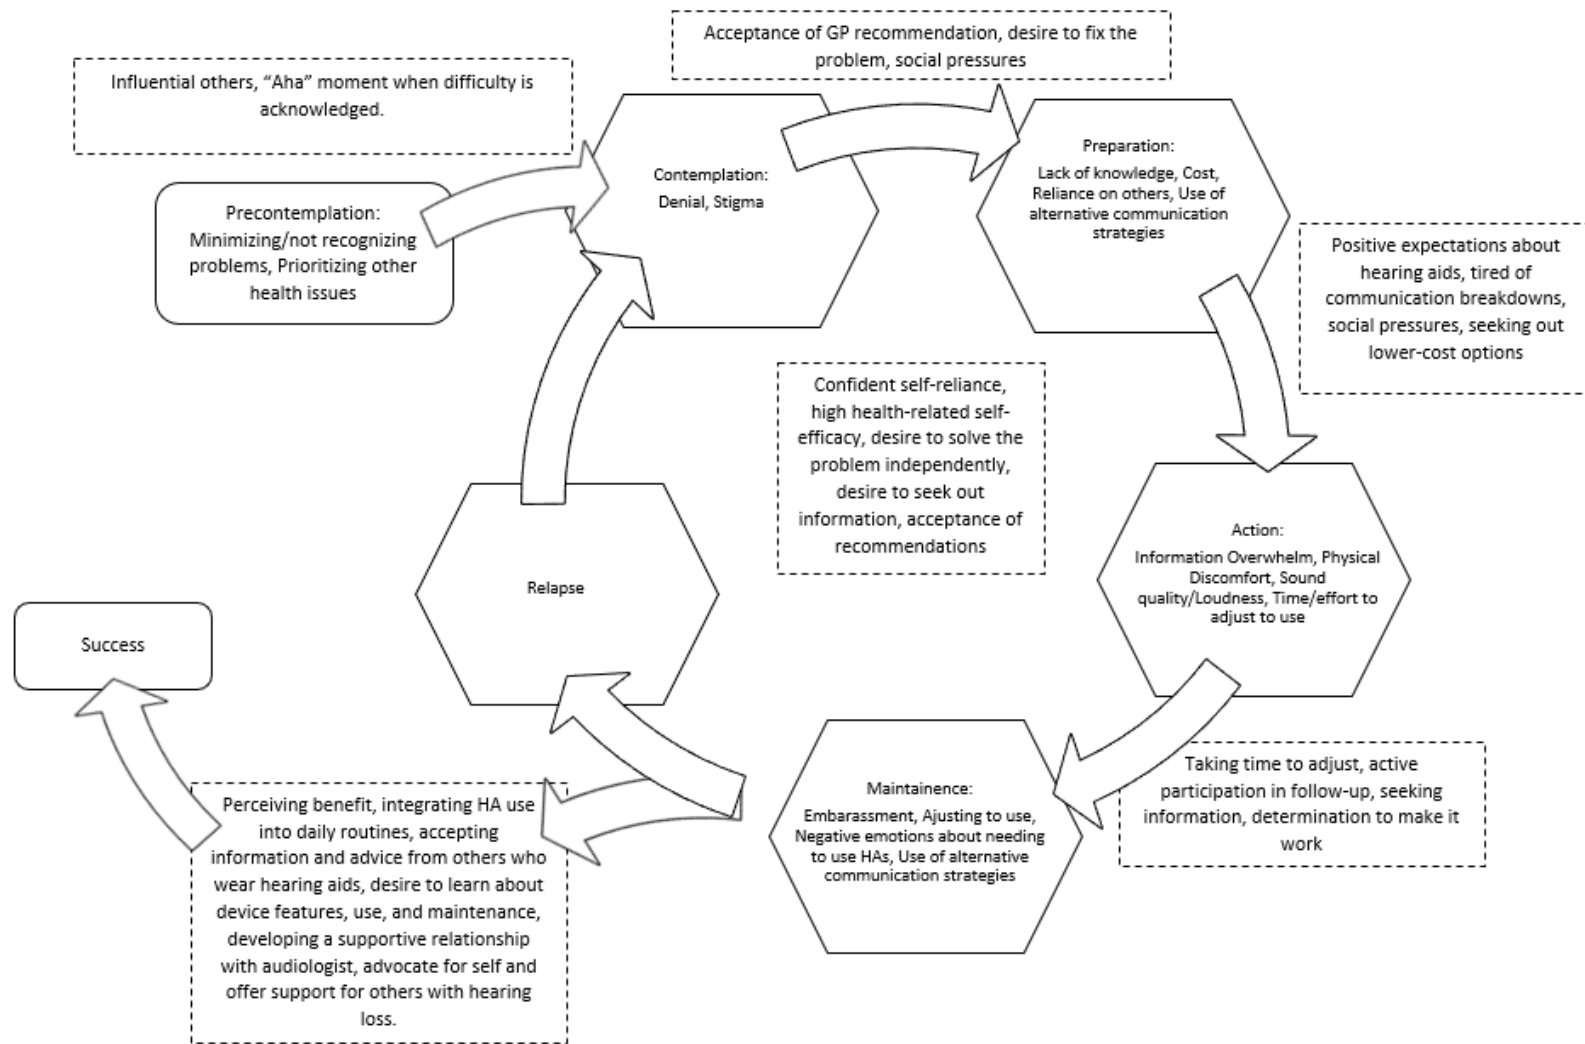 Acceptance of GP recommendation, desire to fix the
problem, social pressures
Influential others, “Aha” moment when difficulty is
acknowledged.
Precontemplation:
Minimizing/not recognizing
problems, Prioritizing other
health issues
Contemplation:
Denial, Stigma
Preparation:
Lack of knowledge, Cost,
Reliance on others, Use of
alternative communication
strategies
Positive expectations about
hearing aids, tired of
communication breakdowns,
social pressures, seeking out
lower-cost options
Confident self-reliance,
high health-related self-
efficacy, desire to solve the
problem independently,
desire to seek out
information, acceptance of
recommendations
Action:
Information Overwhelm, Physical
Discomfort, Sound
quality/Loudness, Time/effort to
adjust to use
Relapse
Success
Taking time to adjust, active
participation in follow-up, seeking
information, determination to make it
work
Maintainence:
Embarassment, Ajusting to use,
Negative emotions about needing
to use HAs, Use of alternative
communication strategies
Perceiving benefit, integrating HA use
into daily routines, accepting
information and advice from others who
wear hearing aids, desire to learn about
device features, use, and maintenance,
developing a supportive relationship
with audiologist, advocate for self and
offer support for others with hearing
loss.